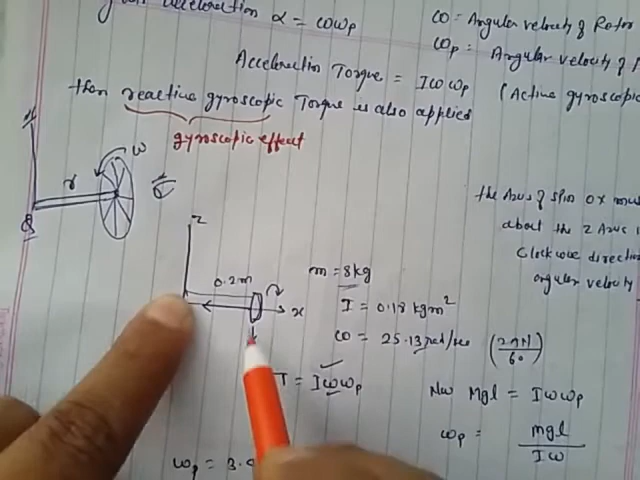 acceleration α = ωωp
ω = Angular velocity of Rotor
ωp = Angular velocity of
Acceleration Torque = Iωωp
(Active gyroscopic
then reactive gyroscopic Torque is also applied
gyroscopic effect
ω
r
the Axis of spin OX
about the Z Axis
Clockwise direction
angular velocity
z
0.2m
x
m = 8kg
I = 0.18 kgm²
ω = 25.13 rad/sec (2πN/60)
T = Iωωp
Now Mgl = Iωωp
ωp = mgl/Iω
ωp = 3.